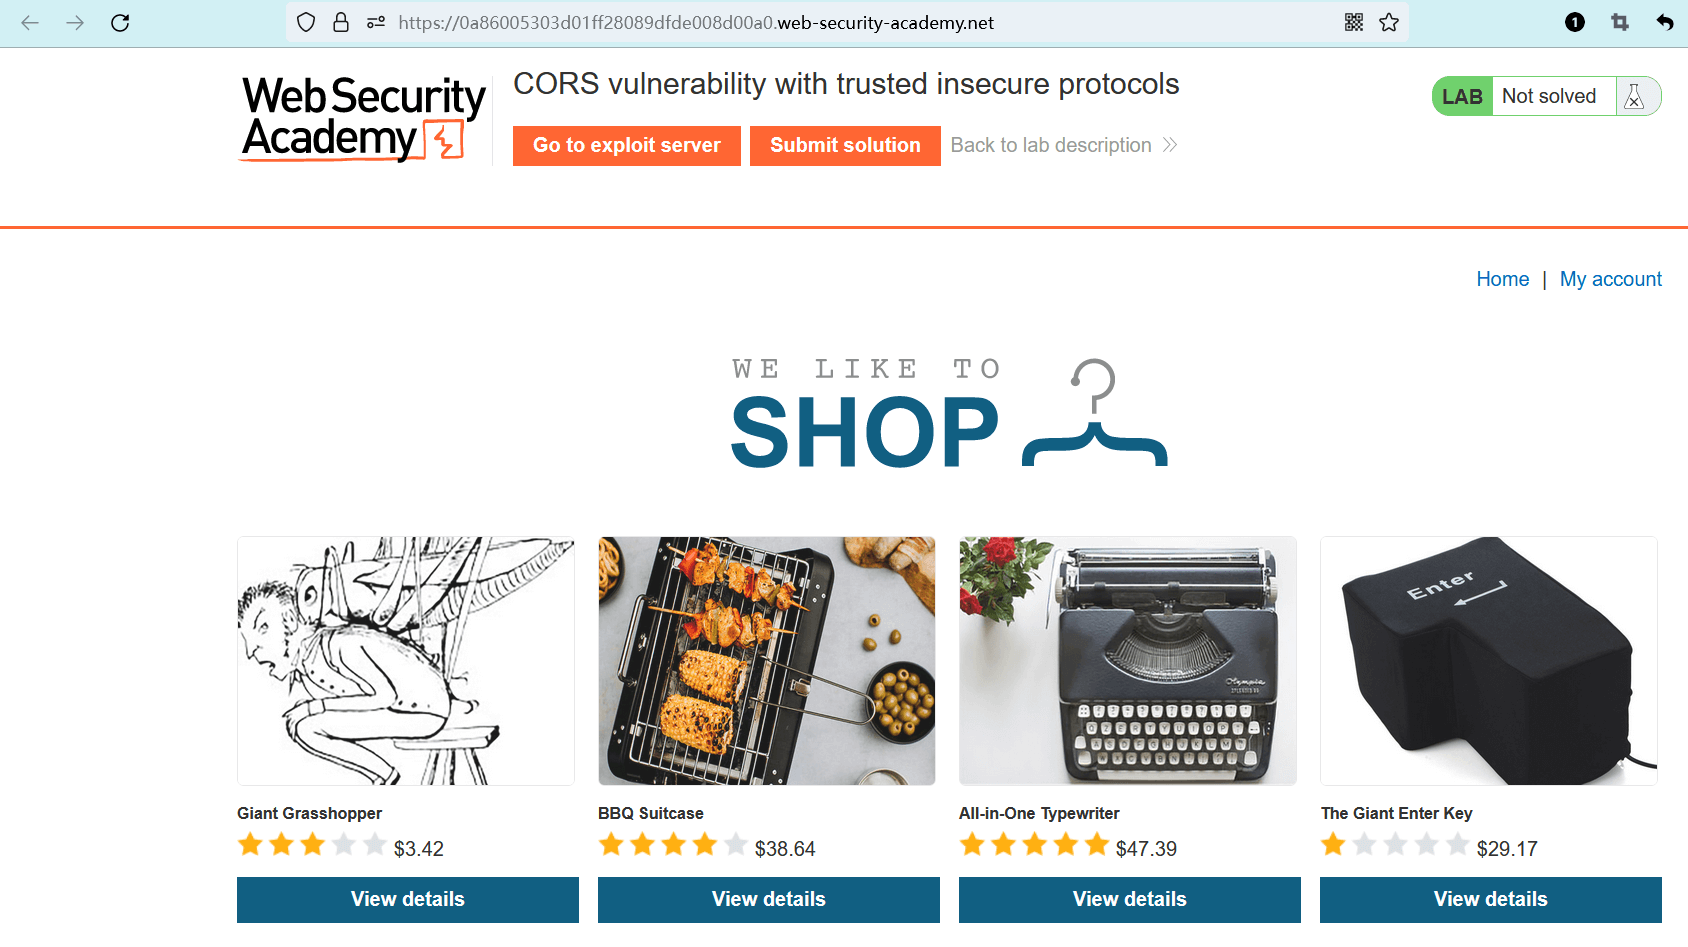 https://0a86005303d01ff28089dfde008d00a0.web-security-academy.net
1
Web Security
Academy
CORS vulnerability with trusted insecure protocols
Go to exploit server
Submit solution
Back to lab description
LAB
Not solved
Home | My account
WE LIKE TO
SHOP
Enter
Olympia
Giant Grasshopper
BBQ Suitcase
All-in-One Typewriter
The Giant Enter Key
$3.42
$38.64
$47.39
$29.17
View details
View details
View details
View details